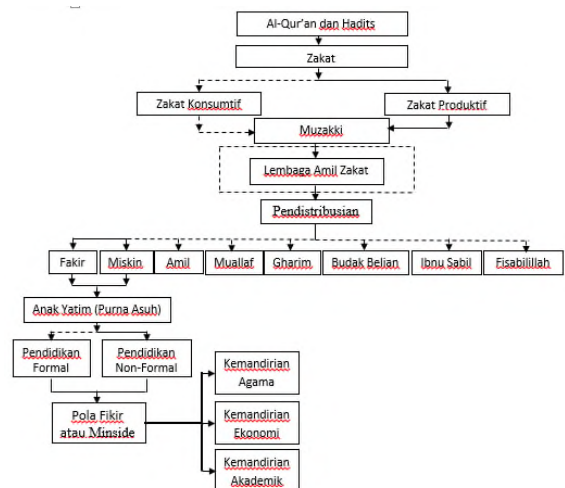 Al-Qur'an dan Hadits
Zakat
Zakat Konsumtif
Zakat Produktif
Muzakki
Lembaga Amil Zakat
Pendistribusian
Fakir
Miskin
Amil
Muallaf
Gharim
Budak Belian
Ibnu Sabil
Fisabilillah
Anak Yatim (Purna Asuh)
Pendidikan
Formal
Pendidikan
Non-Formal
Pola Fikir
atau Minside
Kemandirian
Agama
Kemandirian
Ekonomi
Kemandirian
Akademik